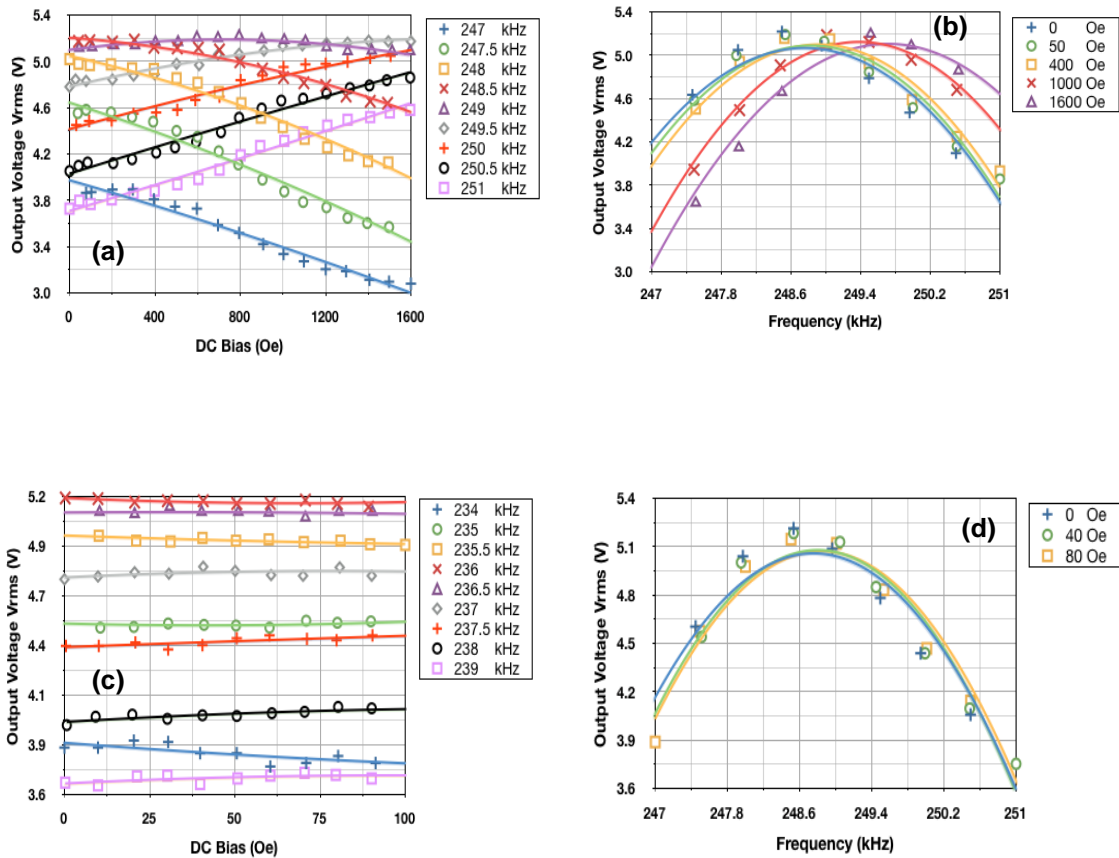 5.4
5.0
4.6
4.2
3.8
3.4
3.0
Output Voltage Vrms (V)
0
400
800
1200
1600
DC Bias (Oe)
(a)
247 kHz
247.5 kHz
248 kHz
248.5 kHz
249 kHz
249.5 kHz
250 kHz
250.5 kHz
251 kHz
5.4
5.0
4.6
4.2
3.8
3.4
3.0
Output Voltage Vrms (V)
247
247.8
248.6
249.4
250.2
251
Frequency (kHz)
(b)
0 Oe
50 Oe
400 Oe
1000 Oe
1600 Oe
5.2
4.9
4.7
4.4
4.1
3.9
3.6
Output Voltage Vrms (V)
0
25
50
75
100
DC Bias (Oe)
(c)
234 kHz
235 kHz
235.5 kHz
236 kHz
236.5 kHz
237 kHz
237.5 kHz
238 kHz
239 kHz
5.4
5.1
4.8
4.5
4.2
3.9
3.6
Output Voltage Vrms (V)
247
247.8
248.6
249.4
250.2
251
Frequency (kHz)
(d)
0 Oe
40 Oe
80 Oe